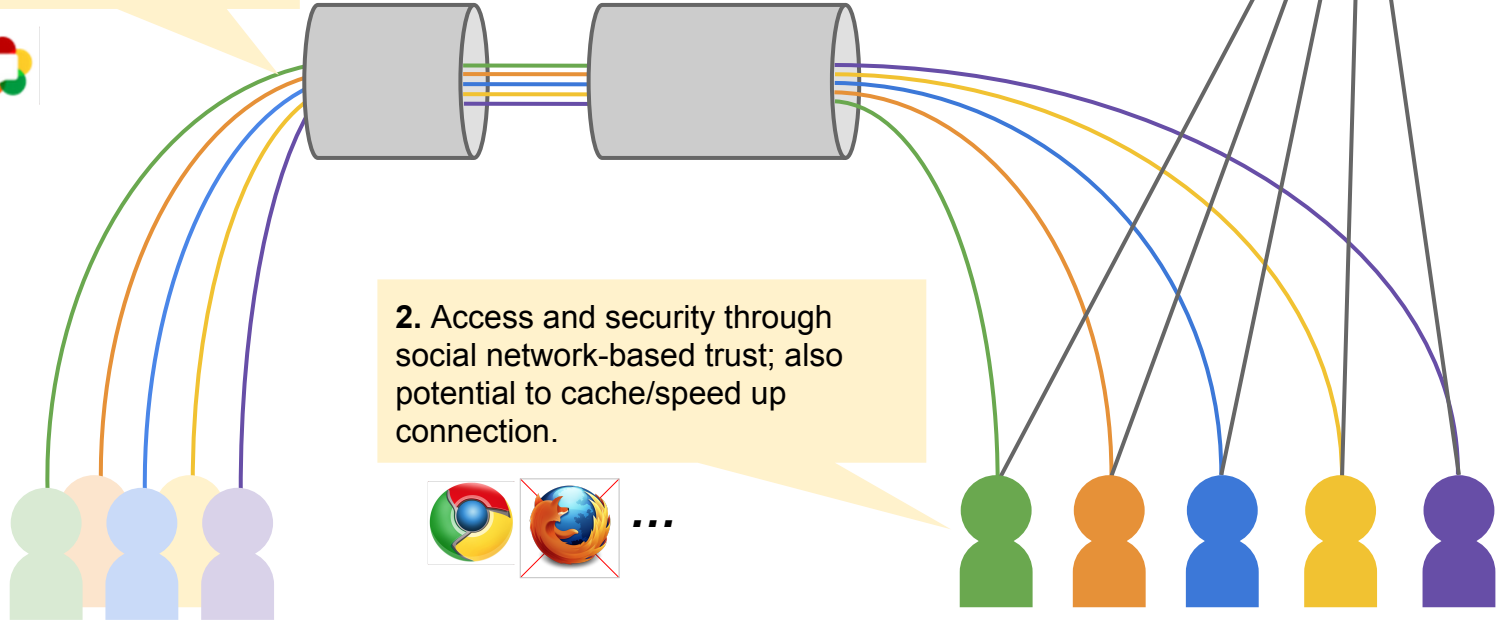 2. Access and security through
social network-based trust; also
potential to cache/speed up
connection.
...